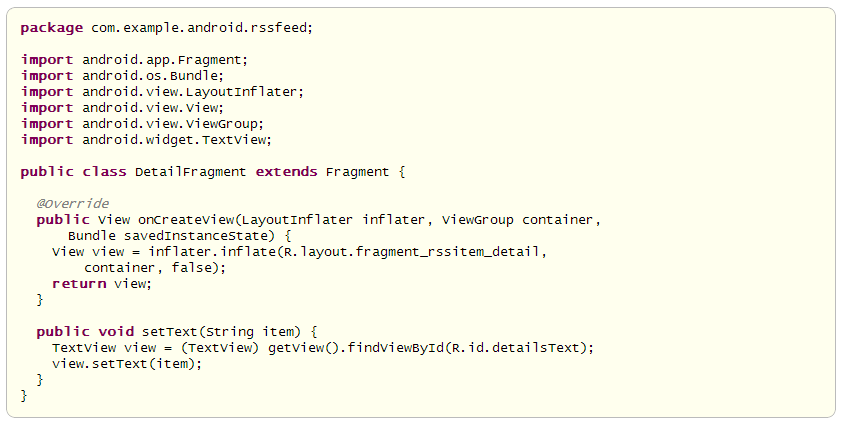 package com.example.android.rssfeed;
import android.app.Fragment;
import android.os.Bundle;
import android.view.LayoutInflater;
import android.view.View;
import android.view.ViewGroup;
import android.widget.TextView;
public class DetailFragment extends Fragment {
@Override
public View onCreateView(LayoutInflater inflater, ViewGroup container,
Bundle savedInstanceState) {
View view = inflater.inflate(R.layout.fragment_rssitem_detail,
container, false);
return view;
}
public void setText(String item) {
TextView view = (TextView) getView().findViewById(R.id.detailsText);
view.setText(item);
}
}